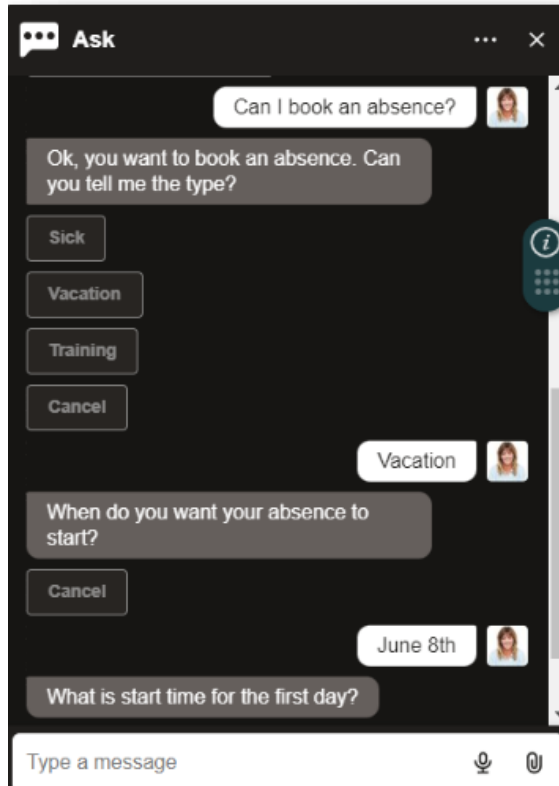 Ask
Can I book an absence?
Ok, you want to book an absence. Can
you tell me the type?
Sick
Vacation
Training
Cancel
Vacation
When do you want your absence to
start?
Cancel
June 8th
What is start time for the first day?
Type a message